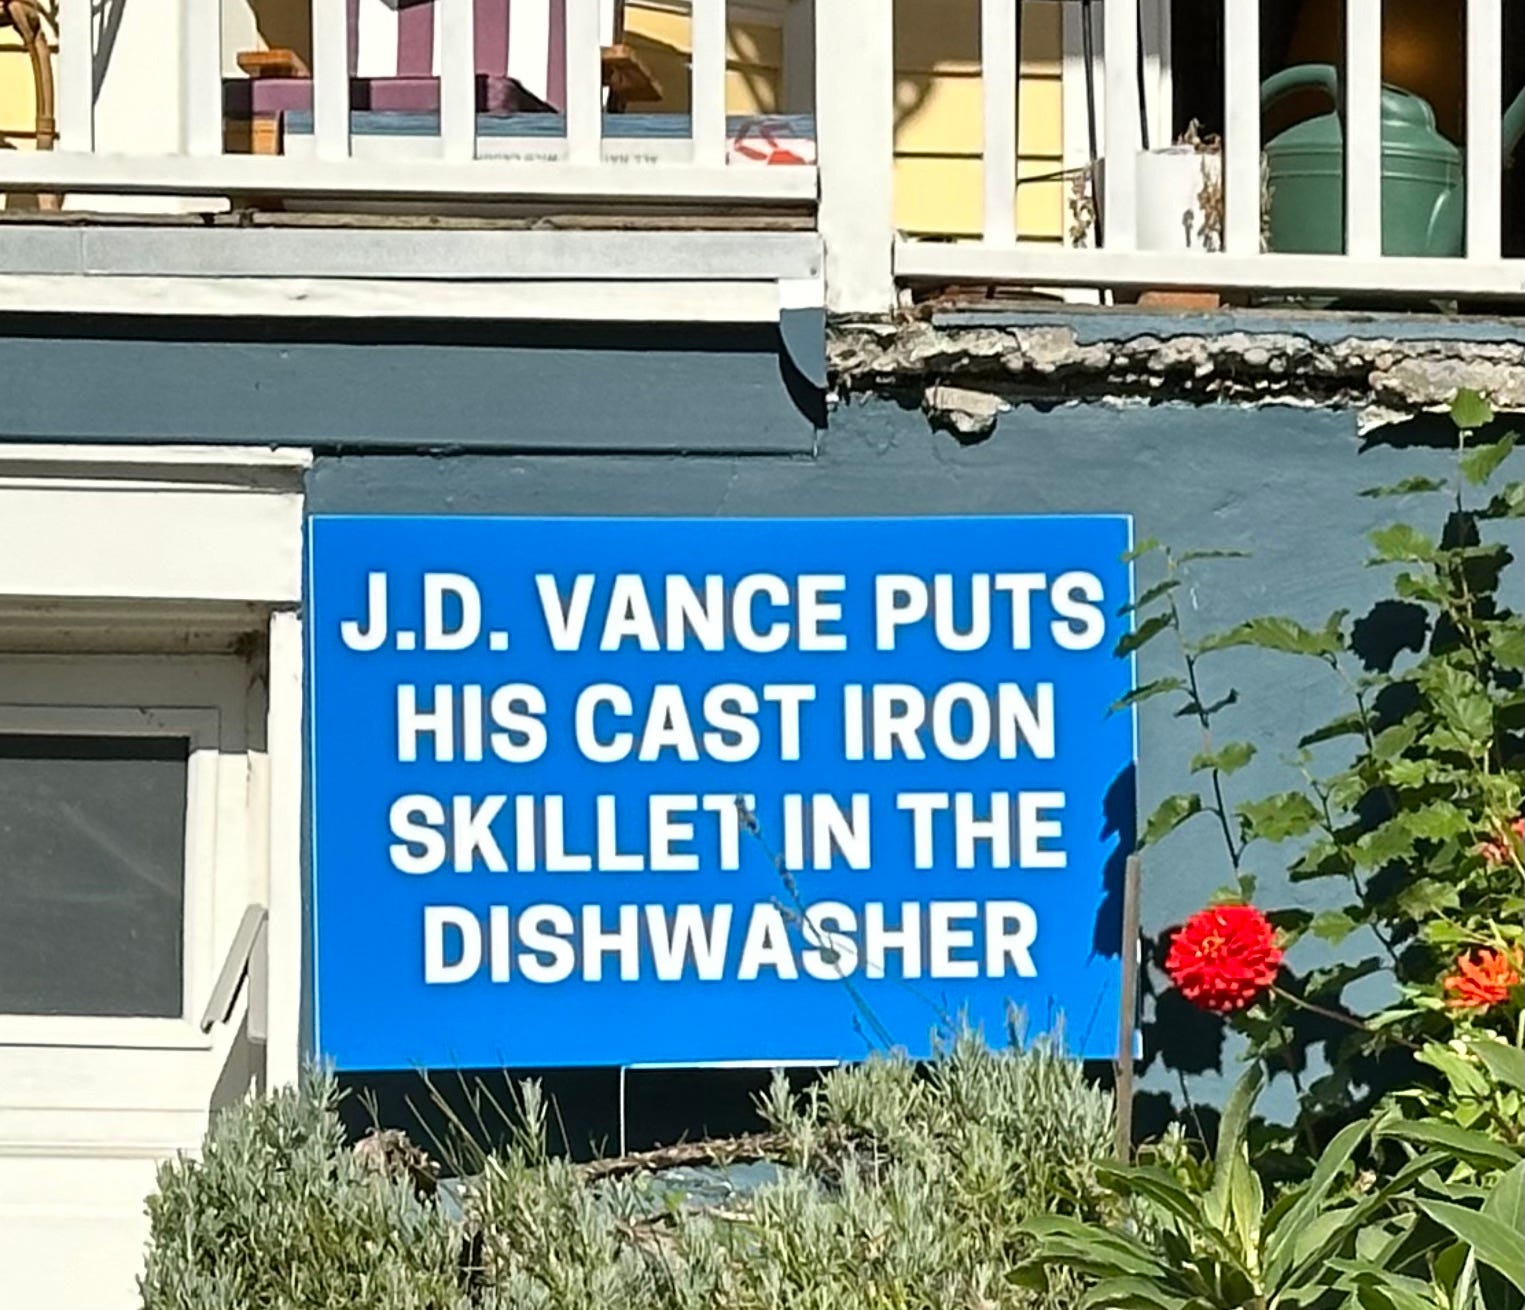 J.D. VANCE PUTS
HIS CAST IRON
SKILLET IN THE
DISHWASHER